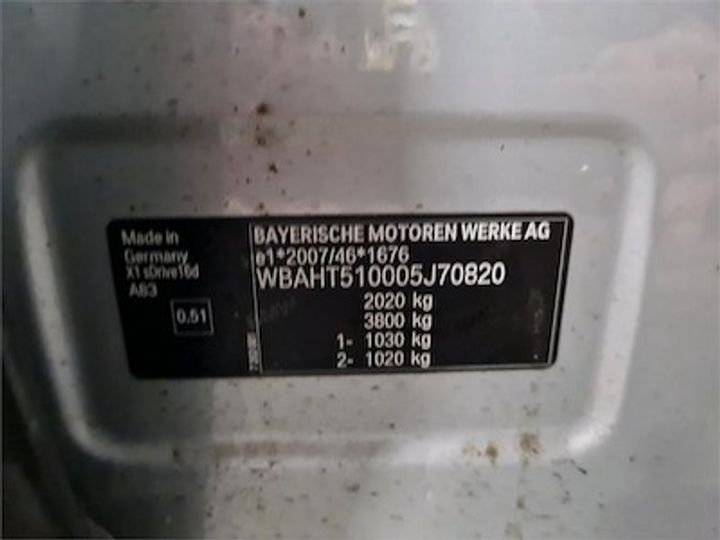 Made in
Germany
X1 sDrive16d
A83
0.51
BAYERISCHE MOTOREN WERKE AG
e1*2007/46*1676
WBAHT510005J70820
2020 kg
3800 kg
1- 1030 kg
2- 1020 kg